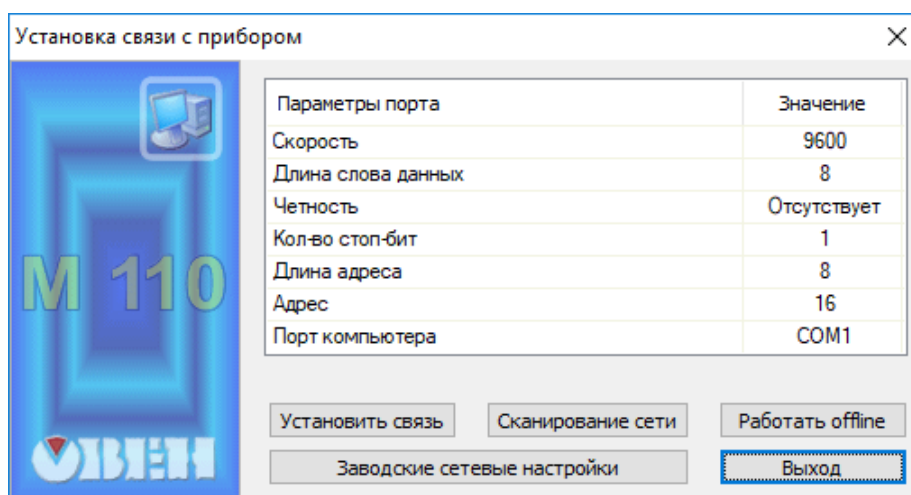 Установка связи с прибором
М 110
ОВЕН
Параметры порта Значение
Скорость 9600
Длина слова данных 8
Четность Отсутствует
Кол-во стоп-бит 1
Длина адреса 8
Адрес 16
Порт компьютера COM1
Установить связь Сканирование сети Работать offline
Заводские сетевые настройки Выход